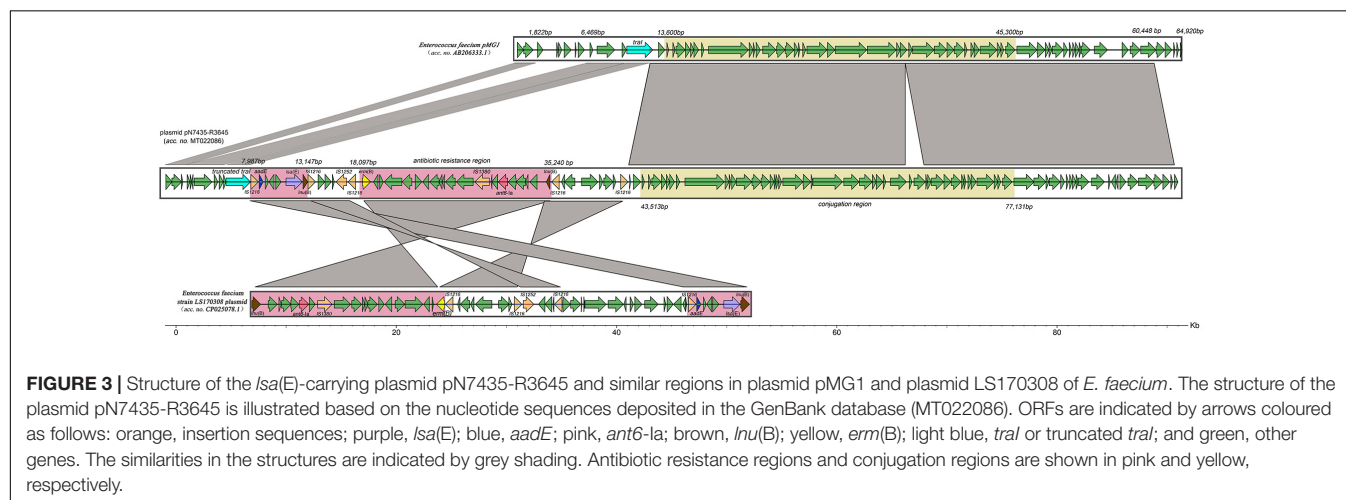 1,822bp 6,469bp traI 13,600bp 45,300bp 60,448 bp 64,920bp
Enterococcus faecium pMG1
(acc. no. AB206333.1)
plasmid pN7435-R3645
(acc. no. MT022086)
7,987bp 13,147bp 18,097bp antibiotic resistance region 35,240 bp
truncated traI aadE lsa(E) IS1216 IS1252 erm(B) IS1380 lnu(B)
IS1216 lnu(B) IS1216 ant6-Ia IS1216 IS1216
43,513bp conjugation region 77,131bp
Enterococcus faecium
strain LS170308 plasmid
(acc. no. CP025078.1)
IS1216 IS1252 IS1216 IS1216 lnu(B)
lnu(B) ant6-Ia IS1380 erm(B) IS1216 aadE lsa(E)
0 20 40 60 80 Kb
FIGURE 3 | Structure of the lsa(E)-carrying plasmid pN7435-R3645 and similar regions in plasmid pMG1 and plasmid LS170308 of E. faecium. The structure of the
plasmid pN7435-R3645 is illustrated based on the nucleotide sequences deposited in the GenBank database (MT022086). ORFs are indicated by arrows coloured
as follows: orange, insertion sequences; purple, lsa(E); blue, aadE; pink, ant6-Ia; brown, lnu(B); yellow, erm(B); light blue, traI or truncated traI; and green, other
genes. The similarities in the structures are indicated by grey shading. Antibiotic resistance regions and conjugation regions are shown in pink and yellow,
respectively.